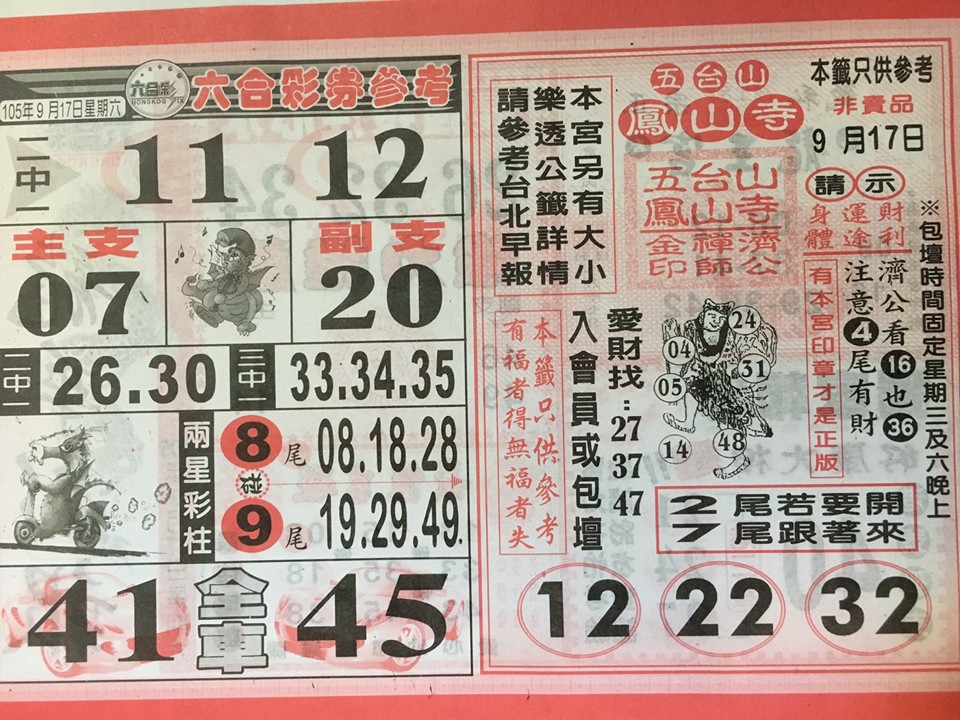 六合彩
HONGKOG MIX
六合彩券參考
105年9月17日星期六
二中一
11 12
主支
07
副支
20
二中一
26.30
三中一
33.34.35
兩星彩柱
8尾
08.18.28
碰
9尾
19.29.49.
41
全車
45
五台山
鳳山寺
本籤只供參考
非賣品
9月17日
本宮另有大小
樂透公籤詳情
請參考台北早報
五台山
鳳山寺
金禪濟
印師公
請示
財利
運途
身體
※包壇時間固定星期三及六晚上
濟公看16也36
注意4尾有財
有本宮印章才是正版
24
04
31
05
14
48
愛財找:27 37 47
入會員或包壇
本籤只供參考
有福者得無福者失
2尾若要開
7尾跟著來
12 22 32